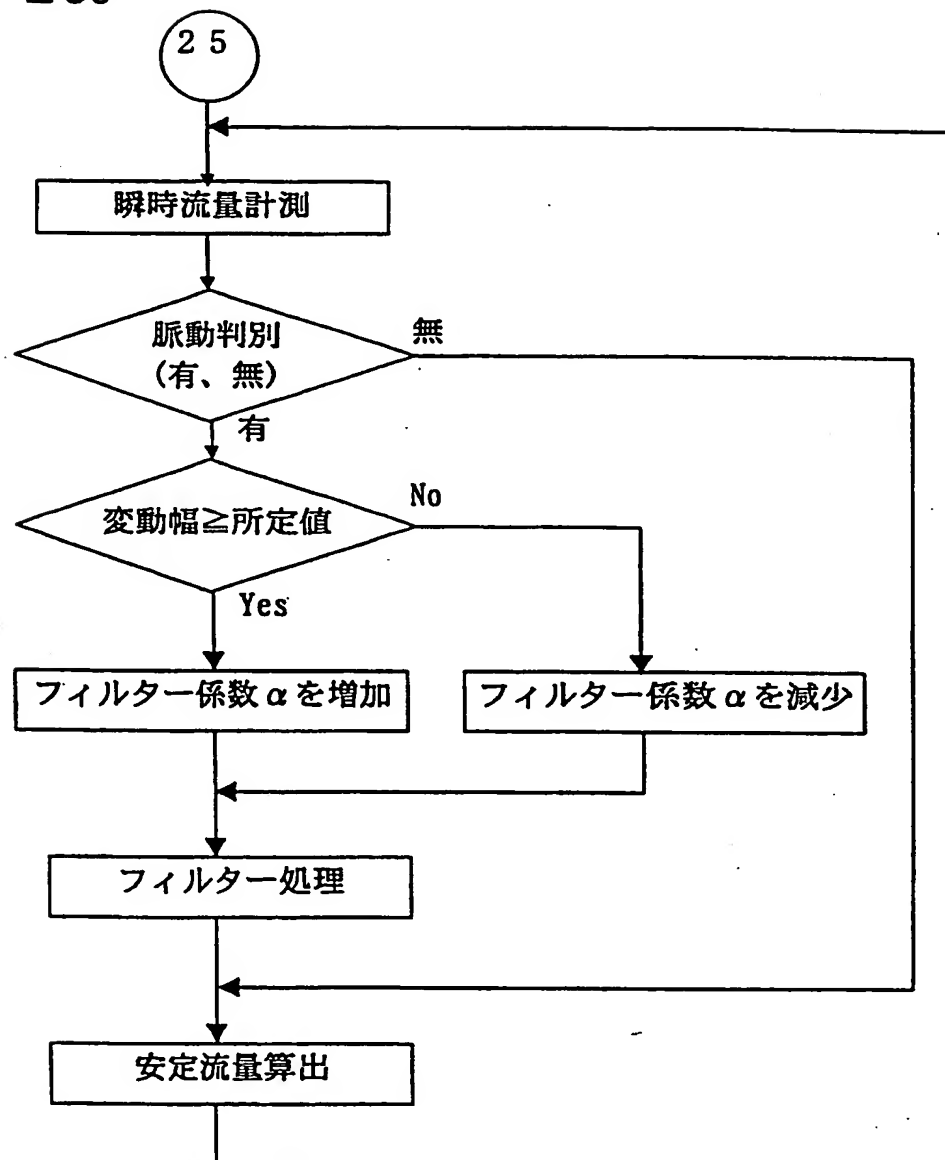 25
瞬時流量計測
脈動判別
(有、無)
無
有
変動幅≧所定値
No
Yes
フィルター係数αを増加
フィルター係数αを減少
フィルター処理
安定流量算出